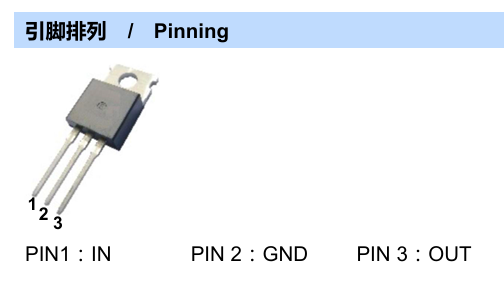 引脚排列 / Pinning
1
2
3
PIN1：IN PIN 2：GND PIN 3：OUT